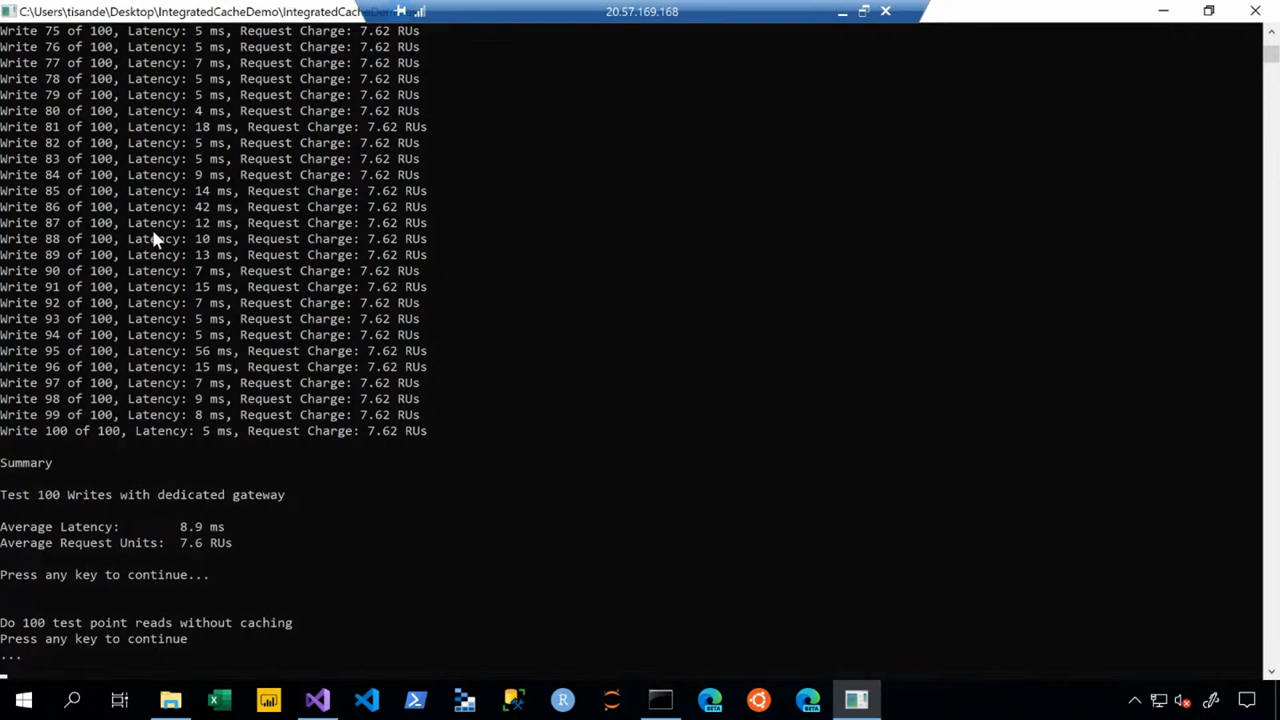 C:\Users\tisande\Desktop\IntegratedCacheDemo\IntegratedCacheDem
20.57.169.168
Write 75 of 100, Latency: 5 ms, Request Charge: 7.62 RUs
Write 76 of 100, Latency: 5 ms, Request Charge: 7.62 RUs
Write 77 of 100, Latency: 7 ms, Request Charge: 7.62 RUs
Write 78 of 100, Latency: 5 ms, Request Charge: 7.62 RUs
Write 79 of 100, Latency: 5 ms, Request Charge: 7.62 RUs
Write 80 of 100, Latency: 4 ms, Request Charge: 7.62 RUs
Write 81 of 100, Latency: 18 ms, Request Charge: 7.62 RUs
Write 82 of 100, Latency: 5 ms, Request Charge: 7.62 RUs
Write 83 of 100, Latency: 5 ms, Request Charge: 7.62 RUs
Write 84 of 100, Latency: 9 ms, Request Charge: 7.62 RUs
Write 85 of 100, Latency: 14 ms, Request Charge: 7.62 RUs
Write 86 of 100, Latency: 42 ms, Request Charge: 7.62 RUs
Write 87 of 100, Latency: 12 ms, Request Charge: 7.62 RUs
Write 88 of 100, Latency: 10 ms, Request Charge: 7.62 RUs
Write 89 of 100, Latency: 13 ms, Request Charge: 7.62 RUs
Write 90 of 100, Latency: 7 ms, Request Charge: 7.62 RUs
Write 91 of 100, Latency: 15 ms, Request Charge: 7.62 RUs
Write 92 of 100, Latency: 7 ms, Request Charge: 7.62 RUs
Write 93 of 100, Latency: 5 ms, Request Charge: 7.62 RUs
Write 94 of 100, Latency: 5 ms, Request Charge: 7.62 RUs
Write 95 of 100, Latency: 56 ms, Request Charge: 7.62 RUs
Write 96 of 100, Latency: 15 ms, Request Charge: 7.62 RUs
Write 97 of 100, Latency: 7 ms, Request Charge: 7.62 RUs
Write 98 of 100, Latency: 9 ms, Request Charge: 7.62 RUs
Write 99 of 100, Latency: 8 ms, Request Charge: 7.62 RUs
Write 100 of 100, Latency: 5 ms, Request Charge: 7.62 RUs
Summary
Test 100 Writes with dedicated gateway
Average Latency: 8.9 ms
Average Request Units: 7.6 RUs
Press any key to continue...
Do 100 test point reads without caching
Press any key to continue
...
R
BETA
BETA